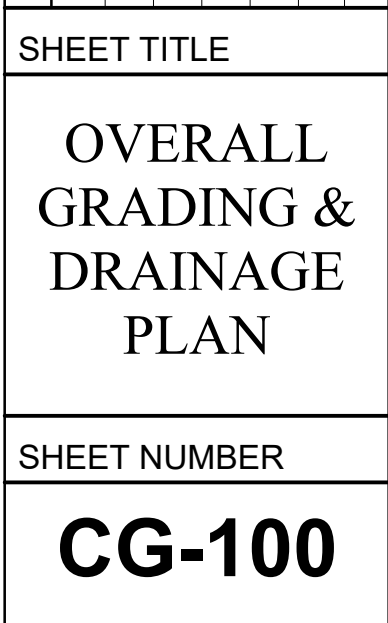 SHEET TITLE
OVERALL
GRADING &
DRAINAGE
PLAN
SHEET NUMBER
CG-100